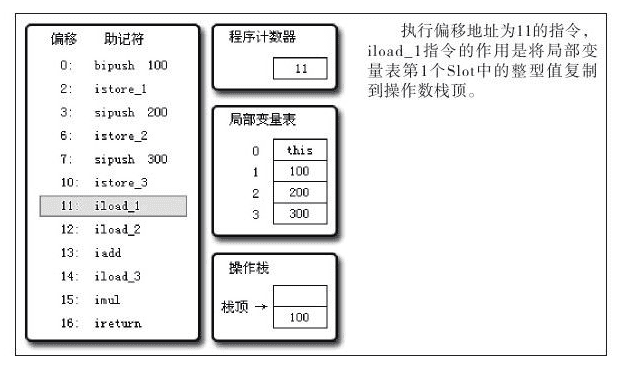 偏移 助记符
0: bipush 100
2: istore_1
3: sipush 200
6: istore_2
7: sipush 300
10: istore_3
11: iload_1
12: iload_2
13: iadd
14: iload_3
15: imul
16: ireturn
程序计数器
11
局部变量表
0 this
1 100
2 200
3 300
操作栈
栈顶 →
100
执行偏移地址为11的指令,
iload_1指令的作用是将局部变
量表第1个Slot中的整型值复制
到操作数栈顶。